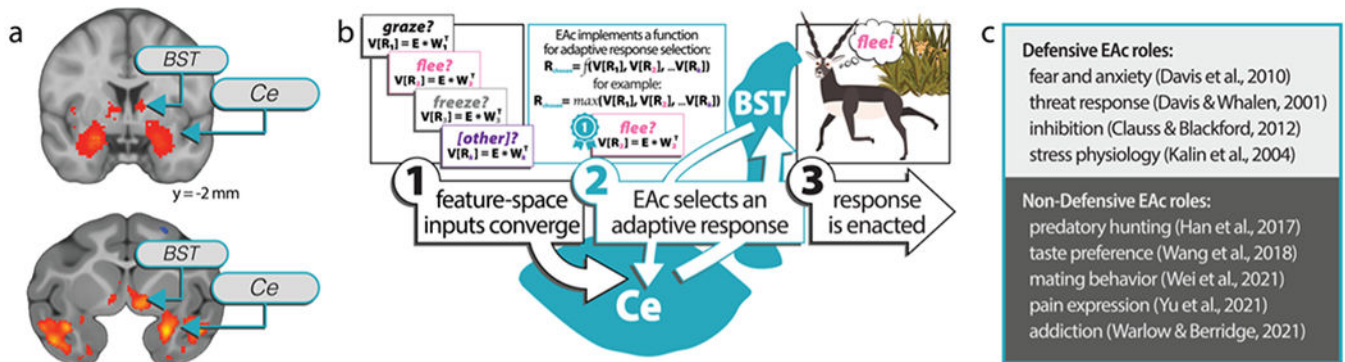 a
BST
Ce
y = -2 mm
BST
Ce
b
graze?
V[R₁] = E * W₁ᵀ
flee?
V[R₂] = E * W₂ᵀ
freeze?
V[R₃] = E * W₃ᵀ
[other]?
V[Rₖ] = E * Wₖᵀ
EAc implements a function
for adaptive response selection:
R_chosen = f(V[R₁], V[R₂], ...V[Rₖ])
for example:
R_chosen = max(V[R₁], V[R₂], ...V[Rₖ])
1
flee?
V[R₂] = E * W₂ᵀ
BST
flee!
1
feature-space
inputs converge
2
EAc selects an
adaptive response
3
response
is enacted
Ce
c
Defensive EAc roles:
fear and anxiety (Davis et al., 2010)
threat response (Davis & Whalen, 2001)
inhibition (Clauss & Blackford, 2012)
stress physiology (Kalin et al., 2004)
Non-Defensive EAc roles:
predatory hunting (Han et al., 2017)
taste preference (Wang et al., 2018)
mating behavior (Wei et al., 2021)
pain expression (Yu et al., 2021)
addiction (Warlow & Berridge, 2021)